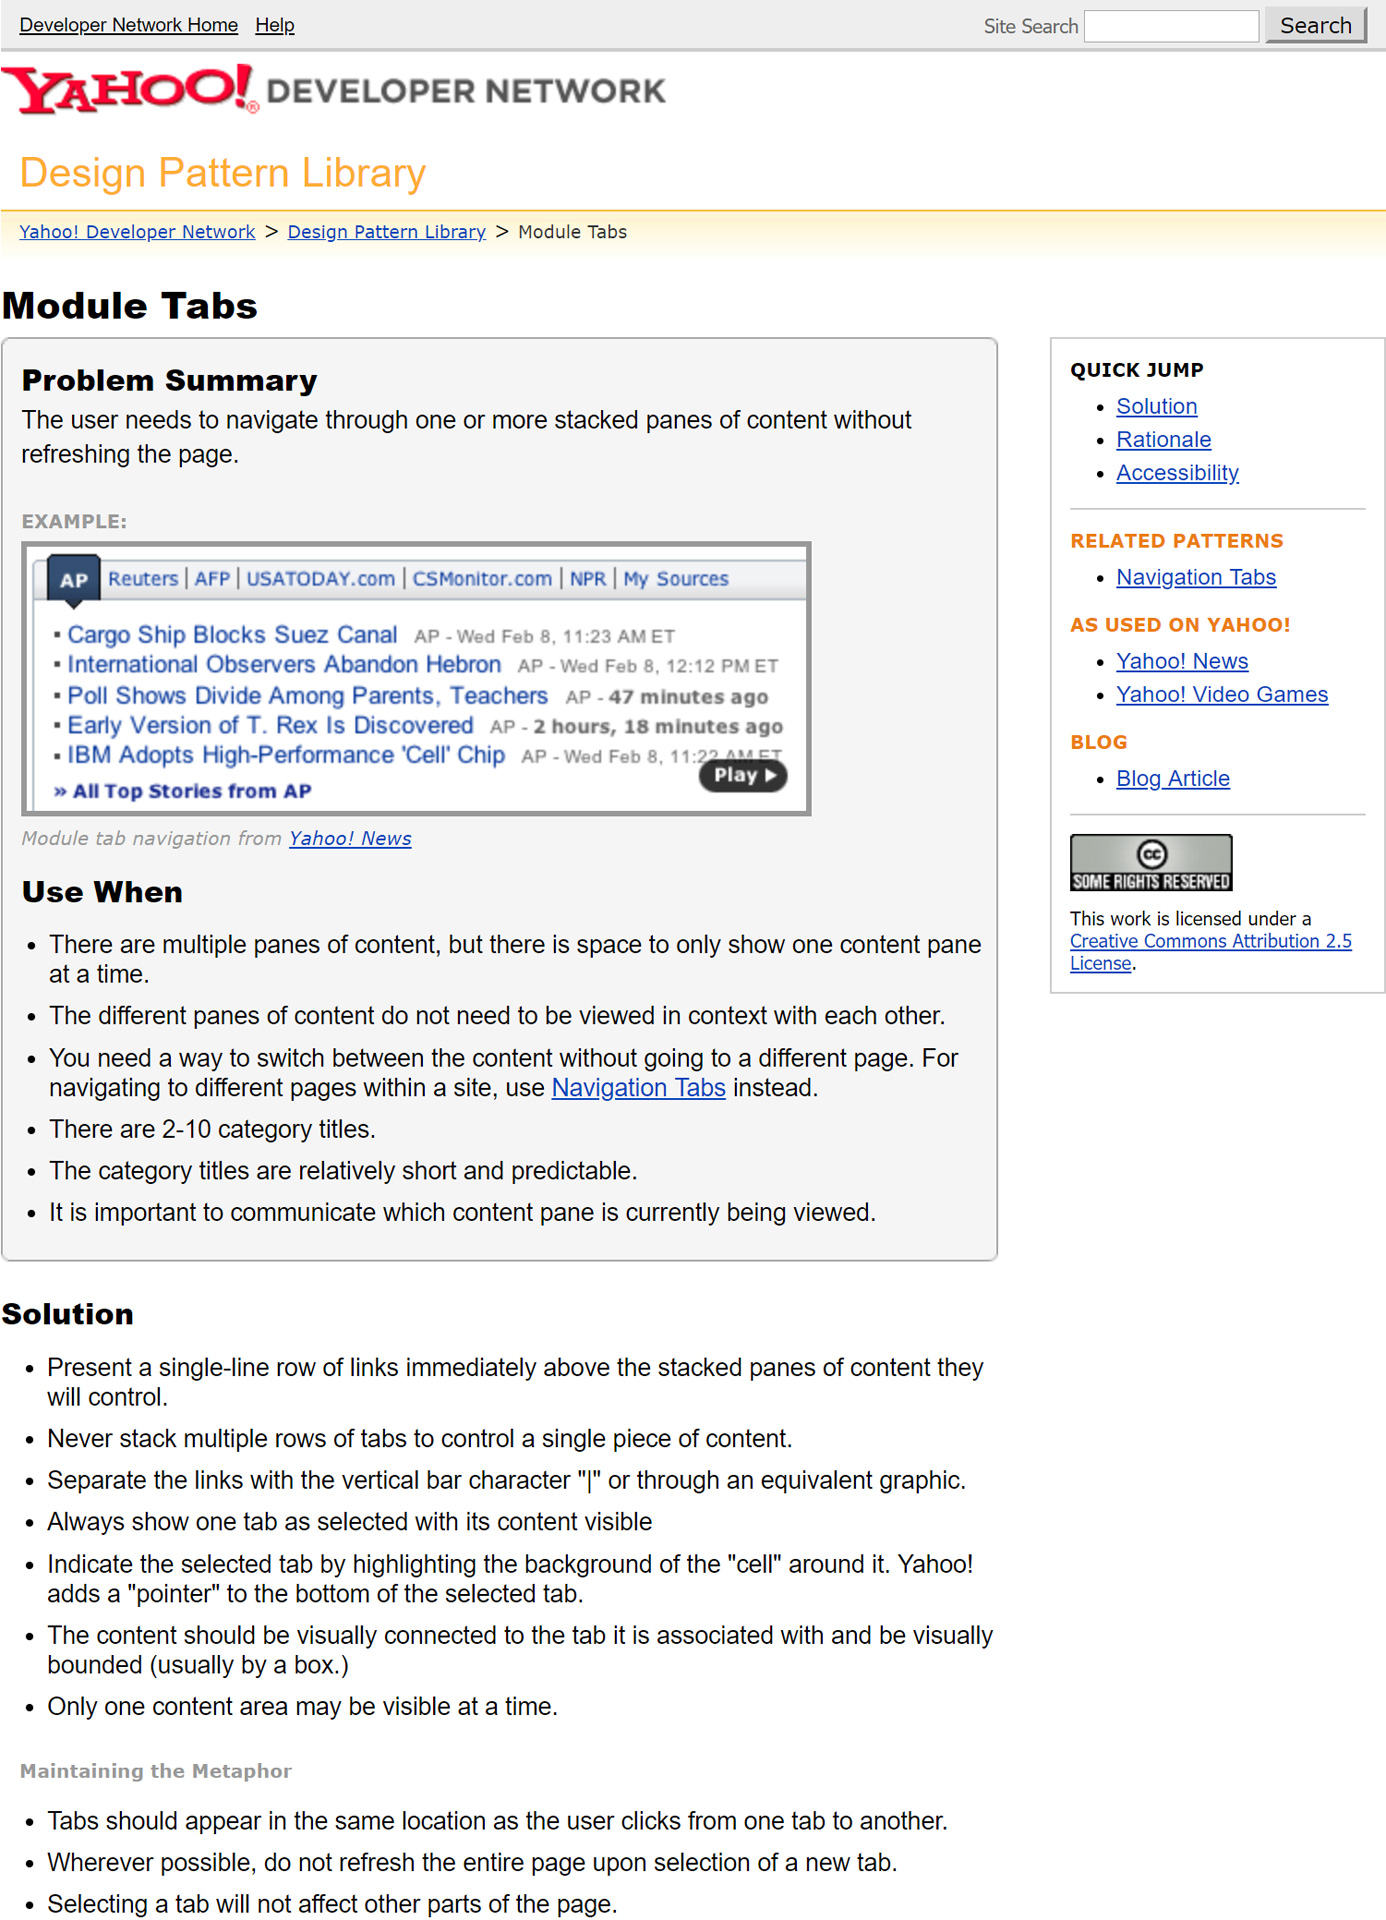 Developer Network Home Help Site Search Search
YAHOO!® DEVELOPER NETWORK
Design Pattern Library
Yahoo! Developer Network > Design Pattern Library > Module Tabs
Module Tabs
Problem Summary
The user needs to navigate through one or more stacked panes of content without
refreshing the page.
EXAMPLE:
AP Reuters | AFP | USATODAY.com | CSMonitor.com | NPR | My Sources
▪ Cargo Ship Blocks Suez Canal AP - Wed Feb 8, 11:23 AM ET
▪ International Observers Abandon Hebron AP - Wed Feb 8, 12:12 PM ET
▪ Poll Shows Divide Among Parents, Teachers AP - 47 minutes ago
▪ Early Version of T. Rex Is Discovered AP - 2 hours, 18 minutes ago
▪ IBM Adopts High-Performance 'Cell' Chip AP - Wed Feb 8, 11:22 AM ET
Play
» All Top Stories from AP
Module tab navigation from Yahoo! News
Use When
• There are multiple panes of content, but there is space to only show one content pane
at a time.
• The different panes of content do not need to be viewed in context with each other.
• You need a way to switch between the content without going to a different page. For
navigating to different pages within a site, use Navigation Tabs instead.
• There are 2-10 category titles.
• The category titles are relatively short and predictable.
• It is important to communicate which content pane is currently being viewed.
QUICK JUMP
• Solution
• Rationale
• Accessibility
RELATED PATTERNS
• Navigation Tabs
AS USED ON YAHOO!
• Yahoo! News
• Yahoo! Video Games
BLOG
• Blog Article
cc
SOME RIGHTS RESERVED
This work is licensed under a
Creative Commons Attribution 2.5
License.
Solution
• Present a single-line row of links immediately above the stacked panes of content they
will control.
• Never stack multiple rows of tabs to control a single piece of content.
• Separate the links with the vertical bar character "|" or through an equivalent graphic.
• Always show one tab as selected with its content visible
• Indicate the selected tab by highlighting the background of the "cell" around it. Yahoo!
adds a "pointer" to the bottom of the selected tab.
• The content should be visually connected to the tab it is associated with and be visually
bounded (usually by a box.)
• Only one content area may be visible at a time.
Maintaining the Metaphor
• Tabs should appear in the same location as the user clicks from one tab to another.
• Wherever possible, do not refresh the entire page upon selection of a new tab.
• Selecting a tab will not affect other parts of the page.